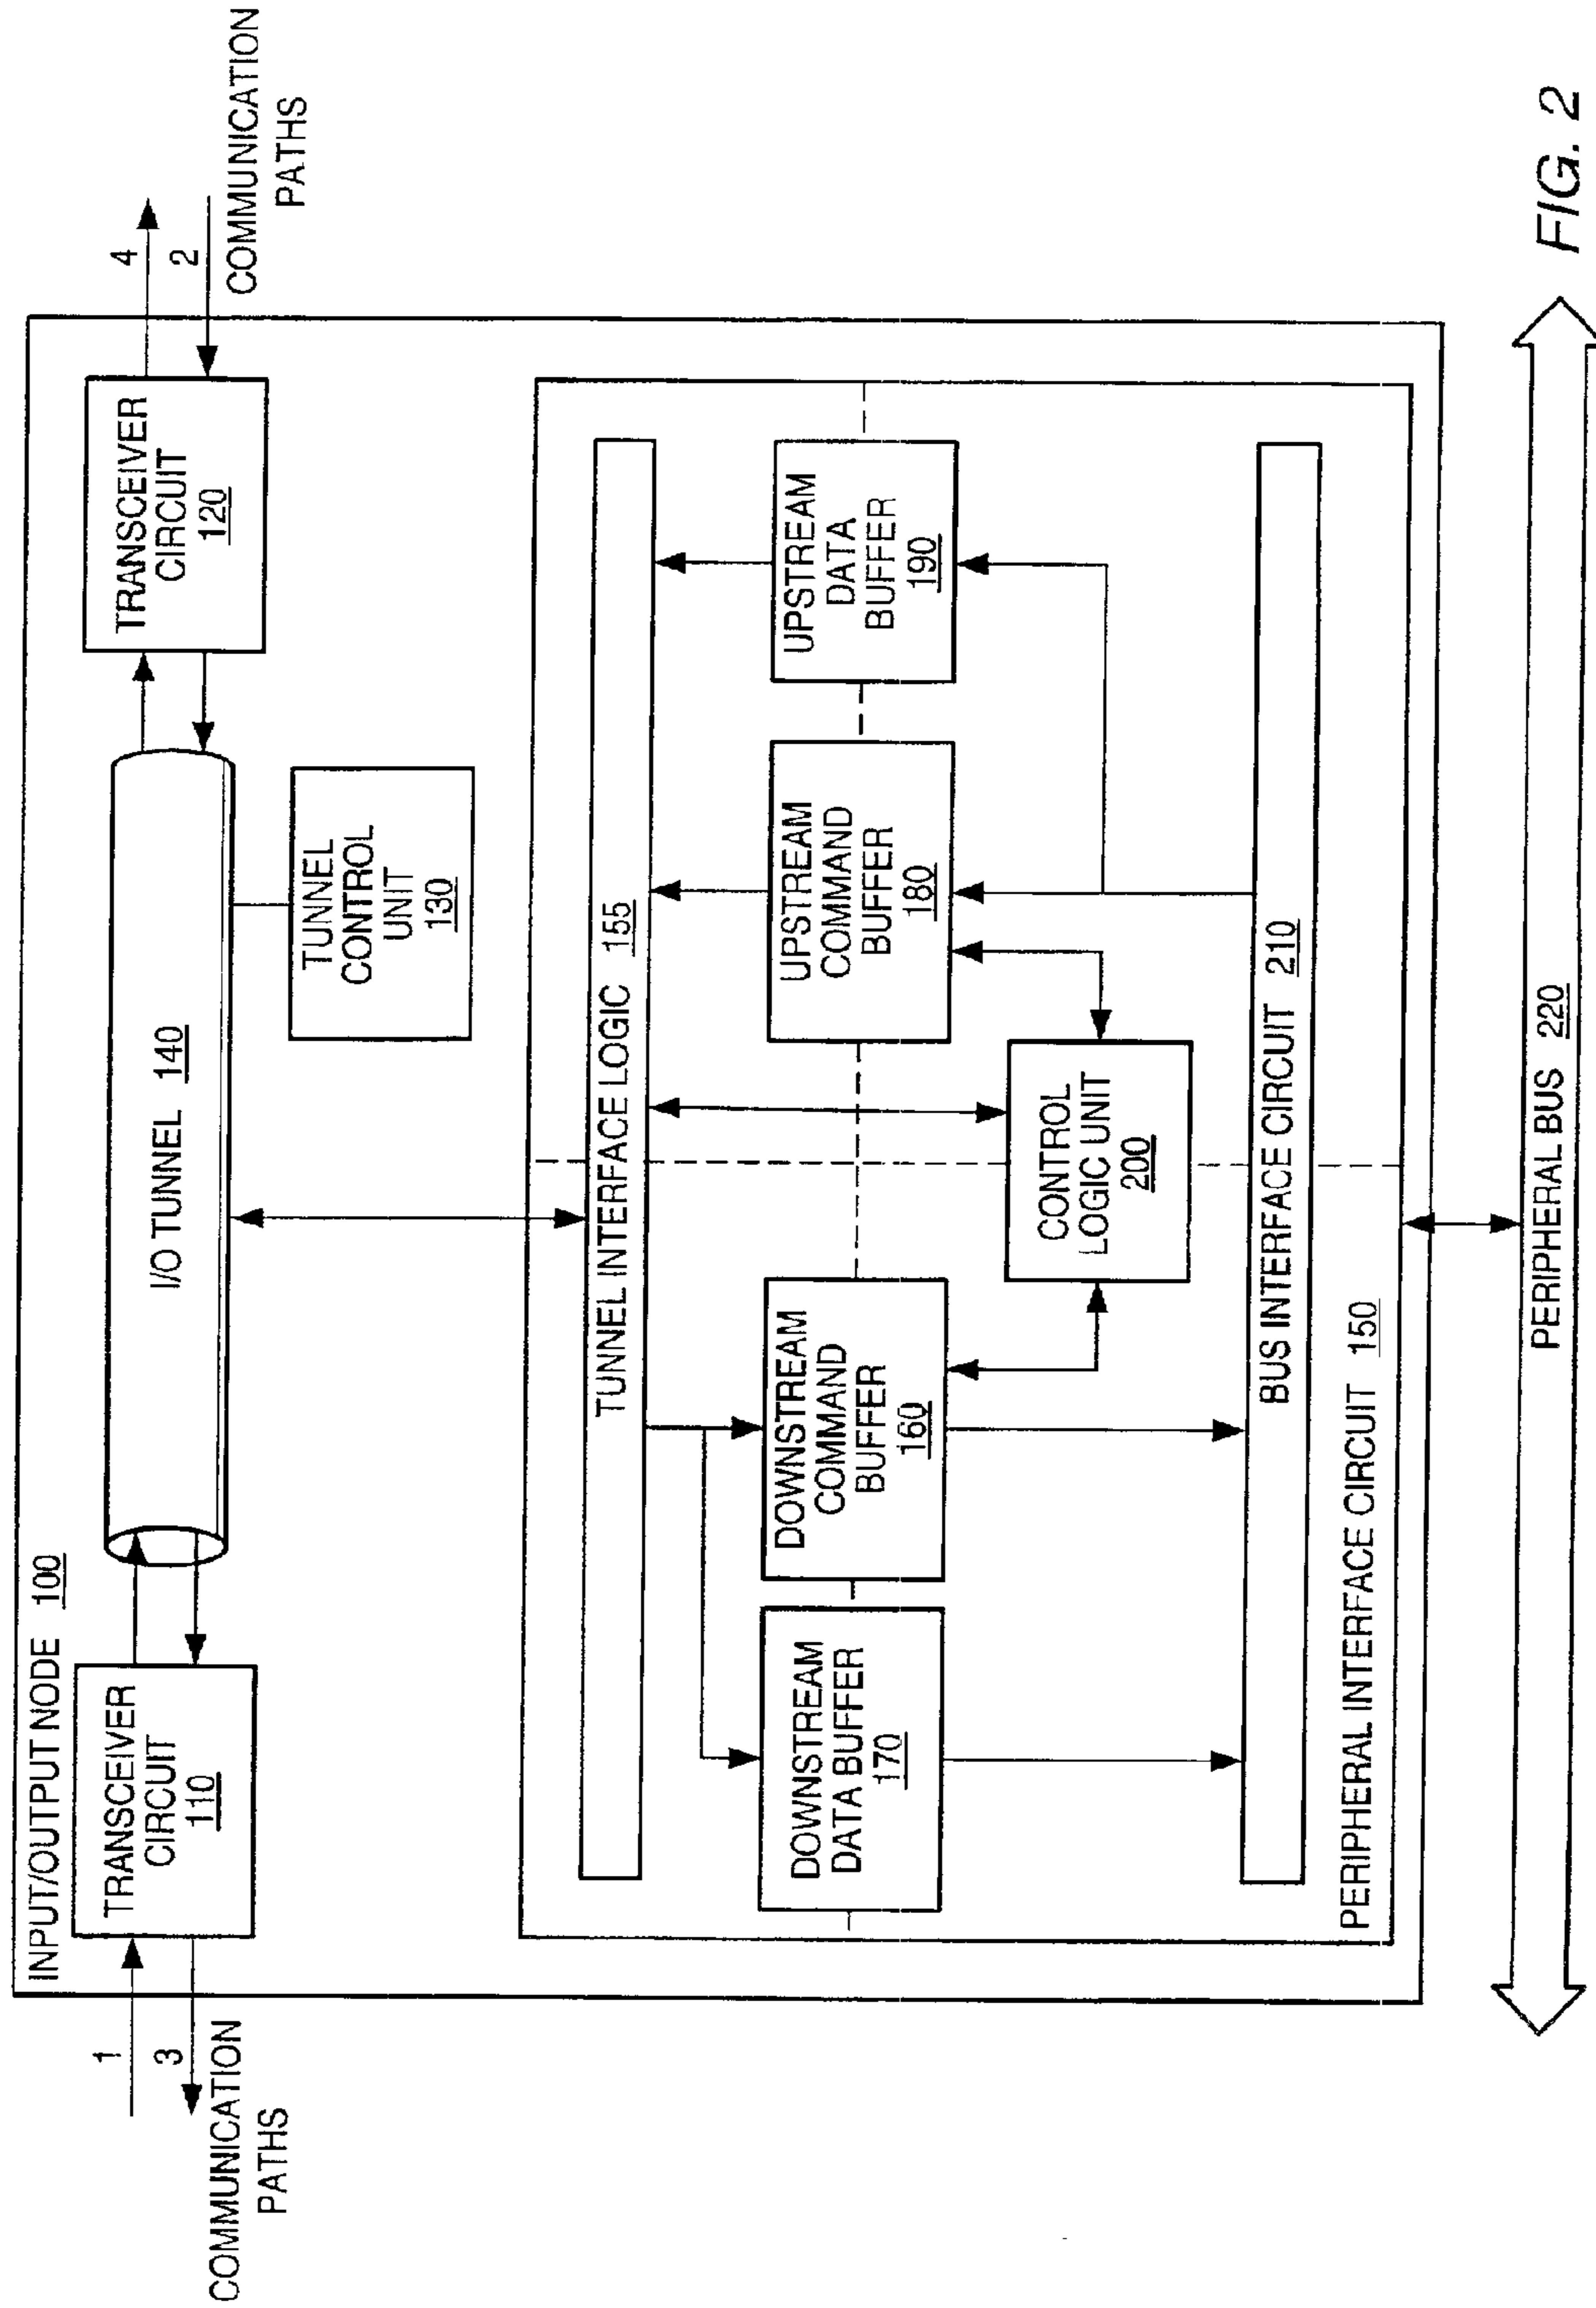 INPUT/OUTPUT NODE 100
1
3
COMMUNICATION
PATHS
TRANSCEIVER
CIRCUIT
110
I/O TUNNEL 140
TRANSCEIVER
CIRCUIT
120
4
2
COMMUNICATION
PATHS
TUNNEL
CONTROL
UNIT
130
TUNNEL INTERFACE LOGIC 155
DOWNSTREAM
DATA BUFFER
170
DOWNSTREAM
COMMAND
BUFFER
160
UPSTREAM
COMMAND
BUFFER
180
UPSTREAM
DATA
BUFFER
190
CONTROL
LOGIC UNIT
200
BUS INTERFACE CIRCUIT 210
PERIPHERAL INTERFACE CIRCUIT 150
PERIPHERAL BUS 220
FIG. 2